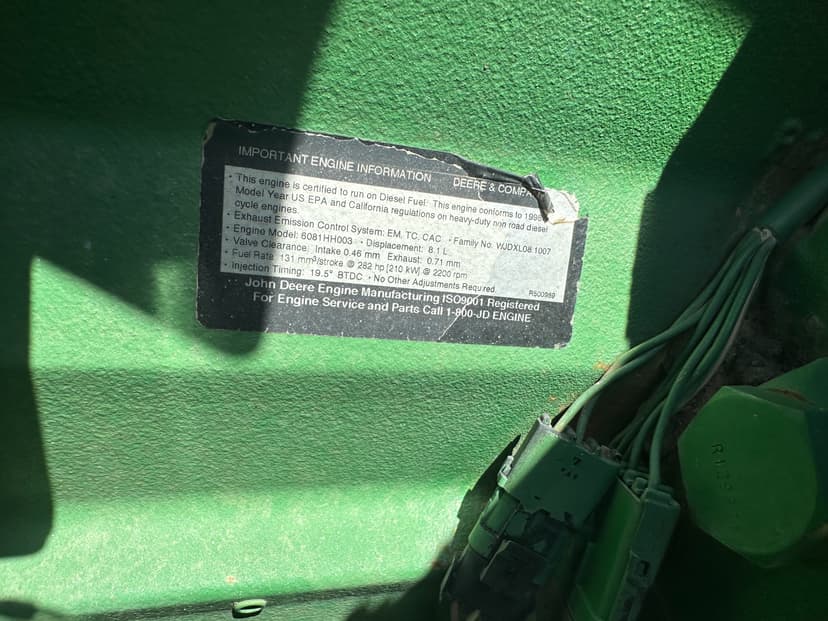 IMPORTANT ENGINE INFORMATION DEERE & COMPA
· This engine is certified to run on Diesel Fuel. This engine conforms to 1998
Model Year US EPA and California regulations on heavy-duty non road diesel
cycle engines.
· Exhaust Emission Control System: EM, TC, CAC · Family No. WJDXL08.1007
· Engine Model: 6081HH003 · Displacement: 8.1 L
· Valve Clearance: Intake 0.46 mm Exhaust: 0.71 mm
· Fuel Rate: 131 mm³/stroke @ 282 hp [210 kW] @ 2200 rpm
· Injection Timing: 19.5° BTDC · No Other Adjustments Required.
R500989
John Deere Engine Manufacturing ISO9001 Registered
For Engine Service and Parts Call 1-800-JD ENGINE